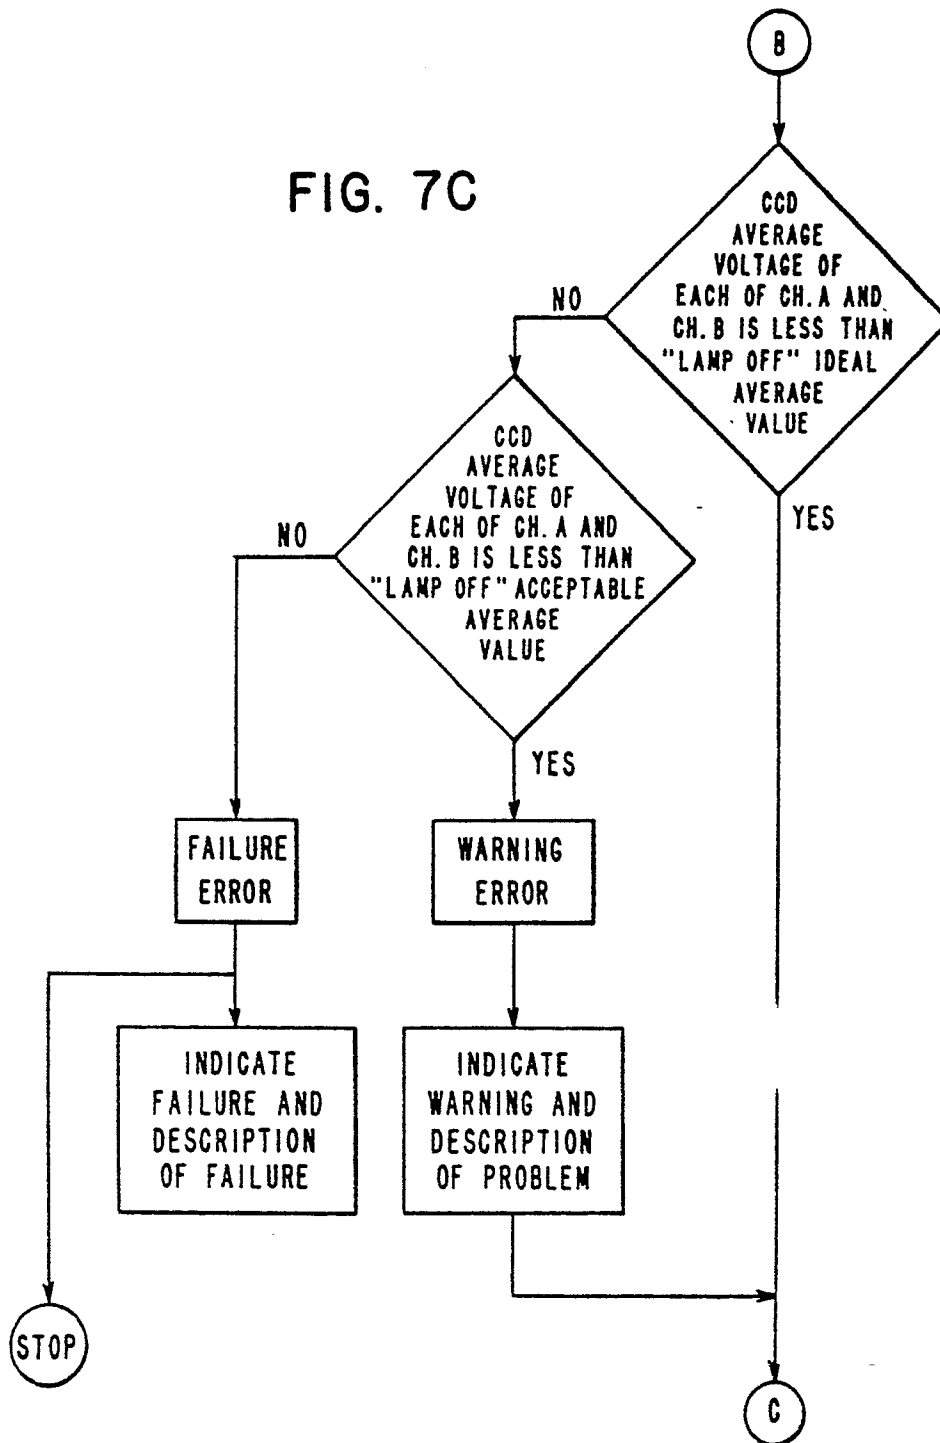 B
FIG. 7C
CCD
AVERAGE
VOLTAGE OF
EACH OF CH. A AND
CH. B IS LESS THAN
"LAMP OFF" IDEAL
AVERAGE
VALUE
NO
YES
CCD
AVERAGE
VOLTAGE OF
EACH OF CH. A AND
CH. B IS LESS THAN
"LAMP OFF" ACCEPTABLE
AVERAGE
VALUE
NO
YES
FAILURE
ERROR
WARNING
ERROR
INDICATE
FAILURE AND
DESCRIPTION
OF FAILURE
INDICATE
WARNING AND
DESCRIPTION
OF PROBLEM
STOP
C